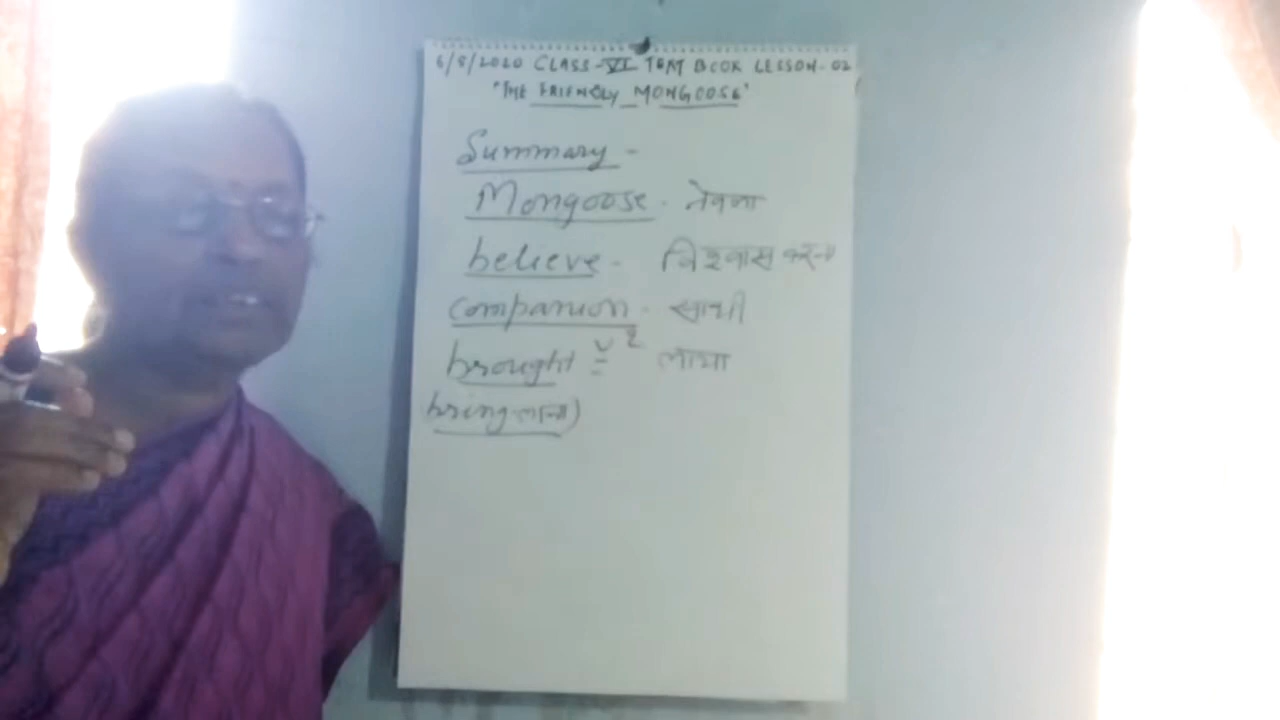 6/8/2020 CLASS-VI TEXT BOOK LESSON-02
"THE FRIENDLY MONGOOSE"
Summary -
Mongoose - नेवला
believe - विश्वास करना
companion - साथी
brought - V2 लाया
bring-लाना)